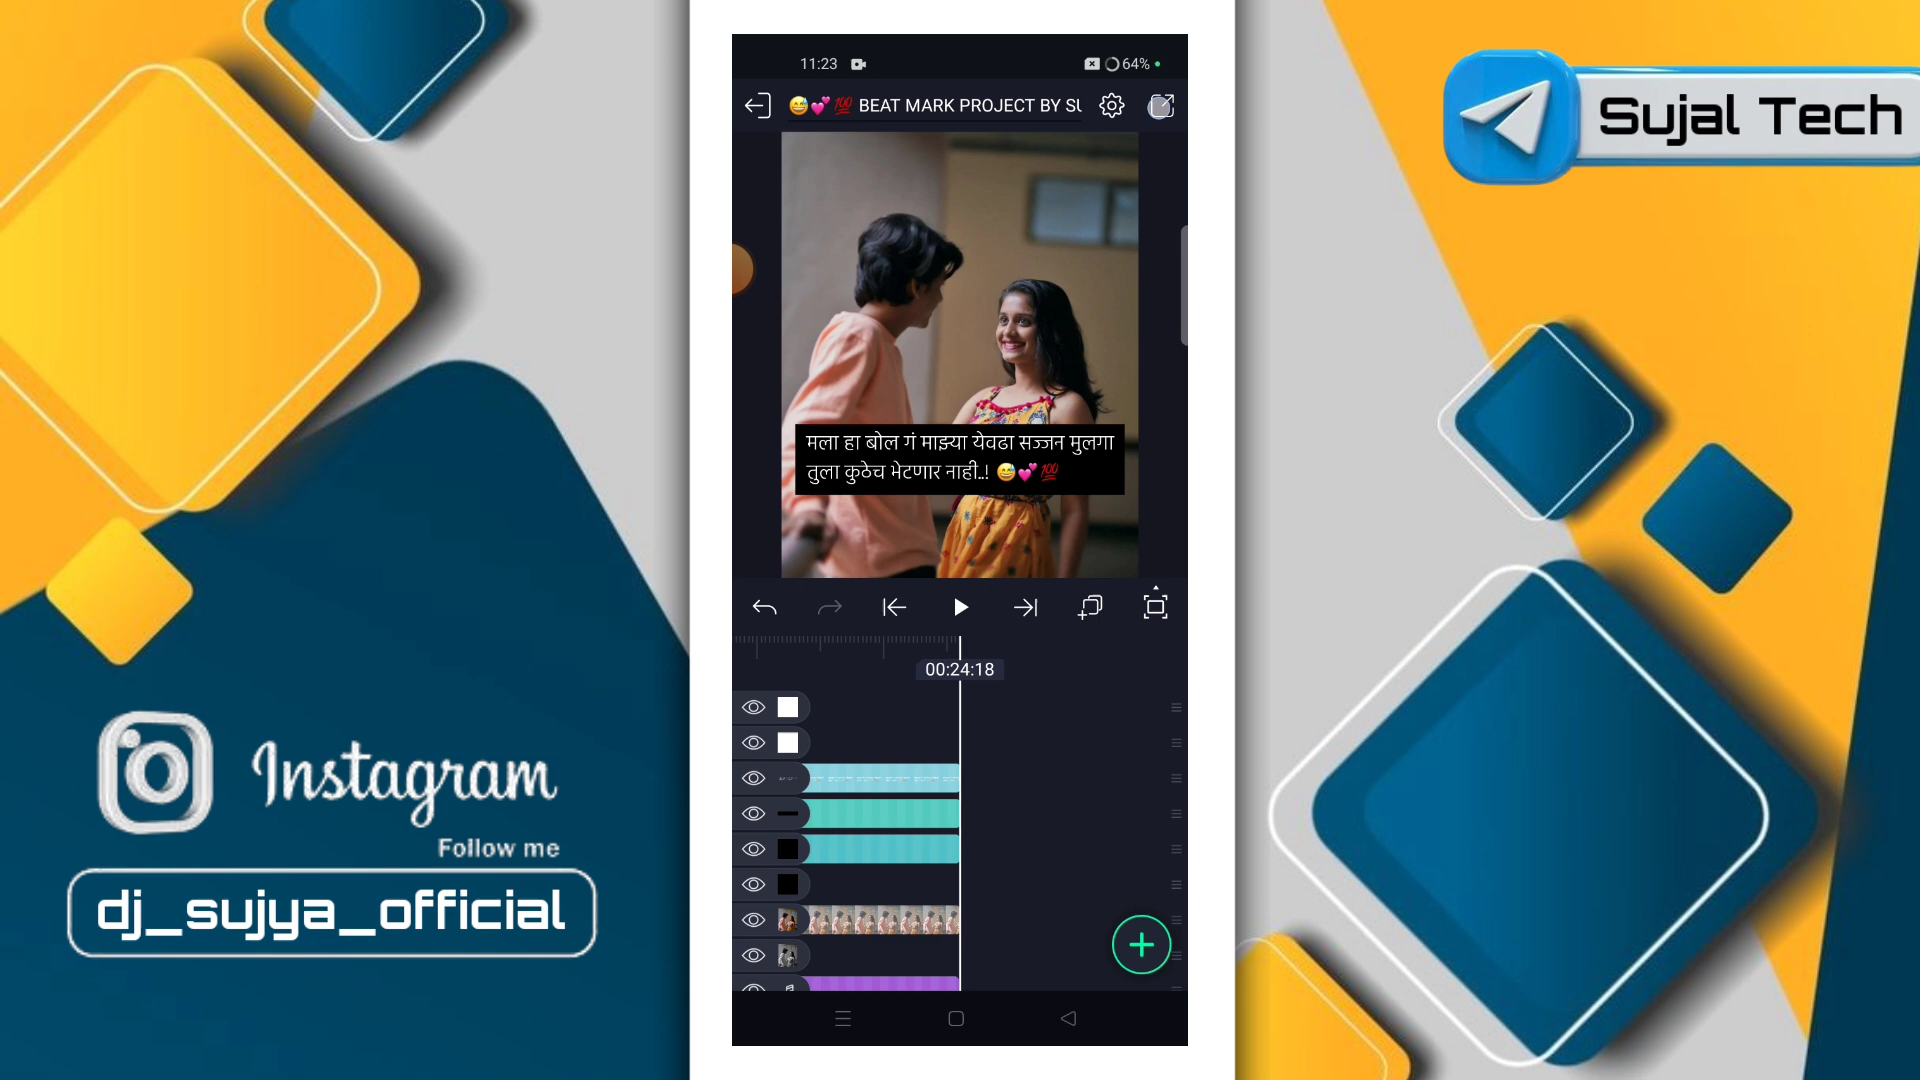 11:23
64%
😅💕💯 BEAT MARK PROJECT BY SU
Sujal Tech
मला हा बोल गं माझ्या येवढा सज्जन मुलगा
तुला कुठेच भेटणार नाही..! 😅💕💯
00:24:18
Instagram
Follow me
dj_sujya_official